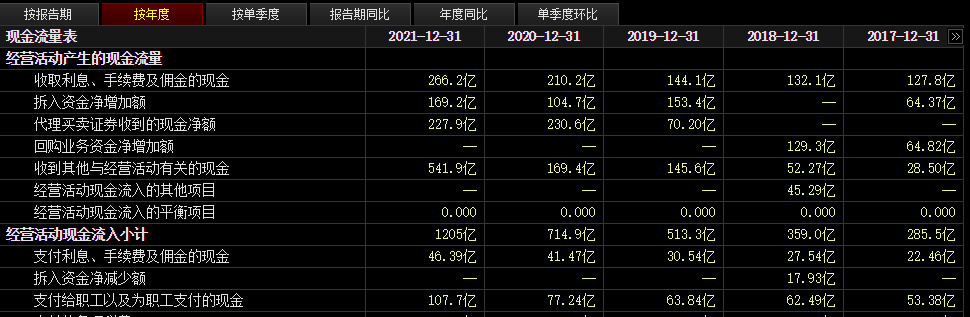 按报告期 按年度 按单季度 报告期同比 年度同比 单季度环比
现金流量表 2021-12-31 2020-12-31 2019-12-31 2018-12-31 2017-12-31 >>
经营活动产生的现金流量
收取利息、手续费及佣金的现金 266.2亿 210.2亿 144.1亿 132.1亿 127.8亿
拆入资金净增加额 169.2亿 104.7亿 153.4亿 — 64.37亿
代理买卖证券收到的现金净额 227.9亿 230.6亿 70.20亿 — —
回购业务资金净增加额 — — — 129.3亿 64.82亿
收到其他与经营活动有关的现金 541.9亿 169.4亿 145.6亿 52.27亿 28.50亿
经营活动现金流入的其他项目 — — — 45.29亿 —
经营活动现金流入的平衡项目 0.000 0.000 0.000 0.000 0.000
经营活动现金流入小计 1205亿 714.9亿 513.3亿 359.0亿 285.5亿
支付利息、手续费及佣金的现金 46.39亿 41.47亿 30.54亿 27.54亿 22.46亿
拆入资金净减少额 — — — 17.93亿 —
支付给职工以及为职工支付的现金 107.7亿 77.24亿 63.84亿 62.49亿 53.38亿